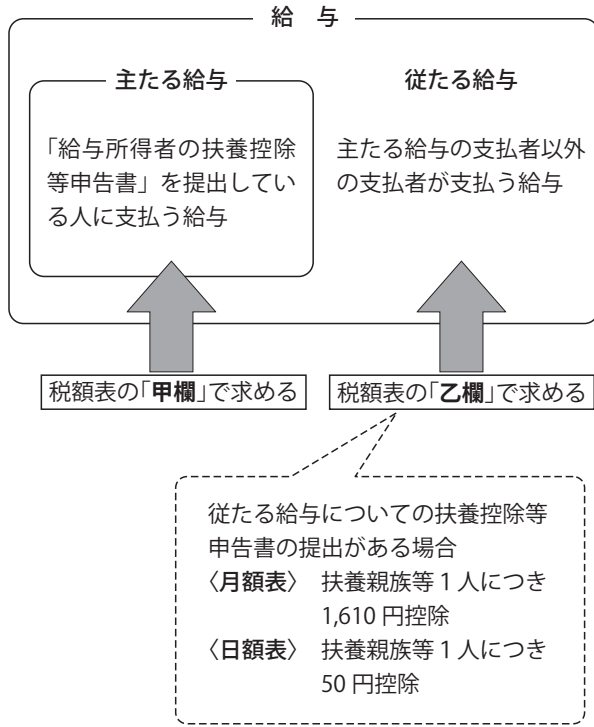 給　与
主たる給与
「給与所得者の扶養控除
等申告書」を提出してい
る人に支払う給与
従たる給与
主たる給与の支払者以外
の支払者が支払う給与
税額表の「甲欄」で求める
税額表の「乙欄」で求める
従たる給与についての扶養控除等
申告書の提出がある場合
〈月額表〉 扶養親族等1人につき
1,610円控除
〈日額表〉 扶養親族等1人につき
50円控除